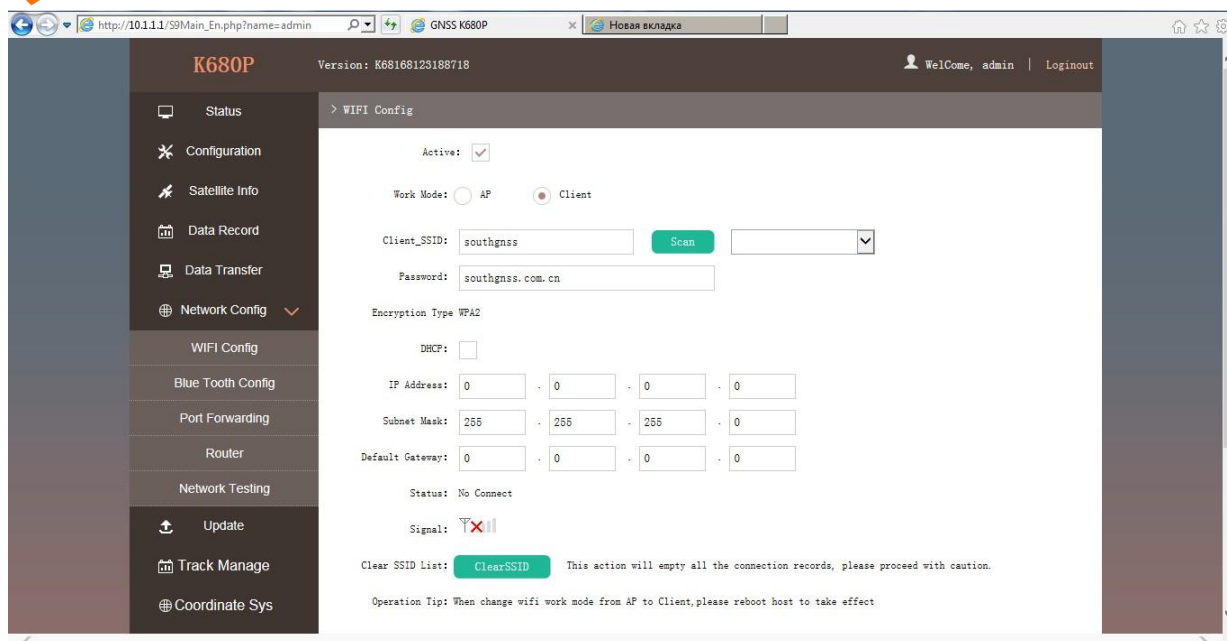 http://10.1.1.1/S9Main_En.php?name=admin GNSS K680P Новая вкладка
K680P Version: K68168123188718 WelCome, admin | Loginout
Status
Configuration
Satellite Info
Data Record
Data Transfer
Network Config
WIFI Config
Blue Tooth Config
Port Forwarding
Router
Network Testing
Update
Track Manage
Coordinate Sys
> WIFI Config
Active:
Work Mode: AP Client
Client_SSID: southgnss Scan
Password: southgnss.com.cn
Encryption Type WPA2
DHCP:
IP Address: 0 . 0 . 0 . 0
Subnet Mask: 255 . 255 . 255 . 0
Default Gateway: 0 . 0 . 0 . 0
Status: No Connect
Signal:
Clear SSID List: ClearSSID This action will empty all the connection records, please proceed with caution.
Operation Tip: When change wifi work mode from AP to Client,please reboot host to take effect